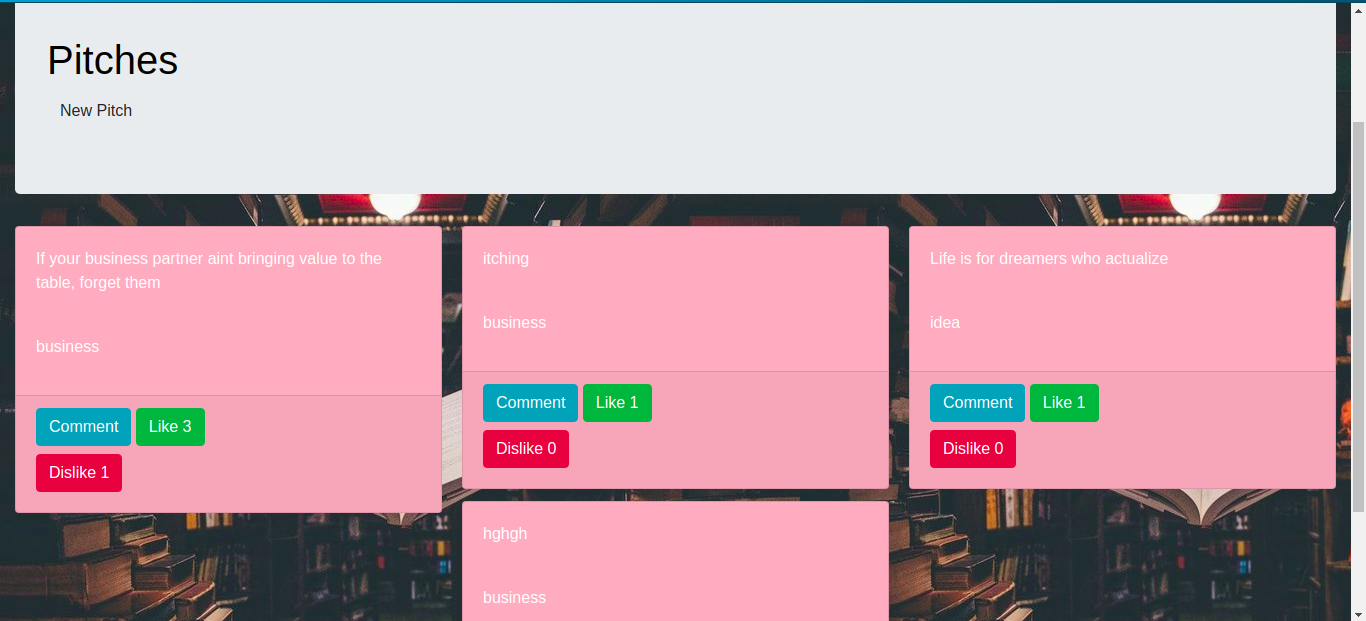 Pitches
New Pitch
If your business partner aint bringing value to the
table, forget them
business
Comment
Like 3
Dislike 1
itching
business
Comment
Like 1
Dislike 0
hghgh
business
Life is for dreamers who actualize
idea
Comment
Like 1
Dislike 0